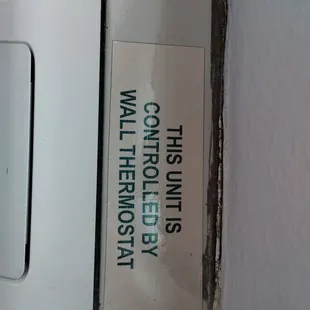 THIS UNIT IS
CONTROLLED BY
WALL THERMOSTAT